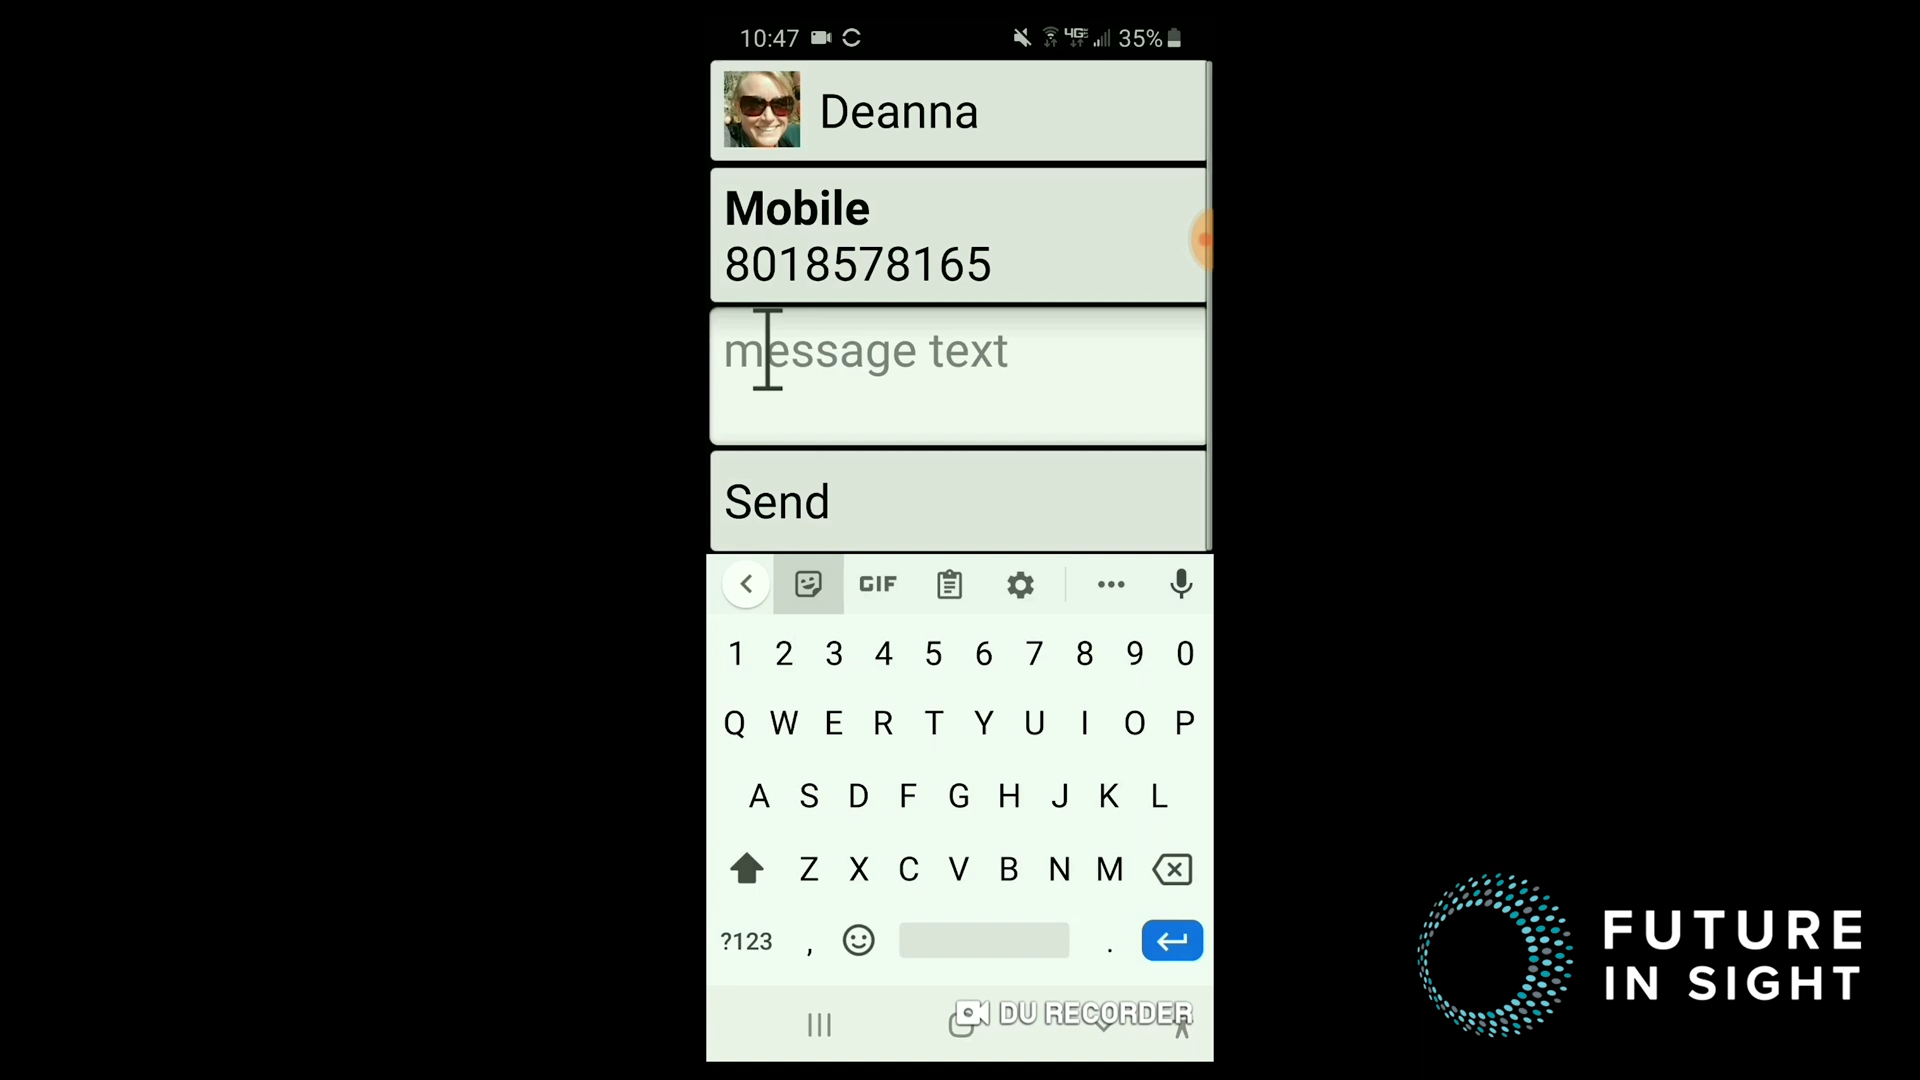 10:47 4GE 35%
Deanna
Mobile
8018578165
message text
Send
GIF
1 2 3 4 5 6 7 8 9 0
Q W E R T Y U I O P
A S D F G H J K L
Z X C V B N M
?123 , .
DU RECORDER
FUTURE
IN SIGHT